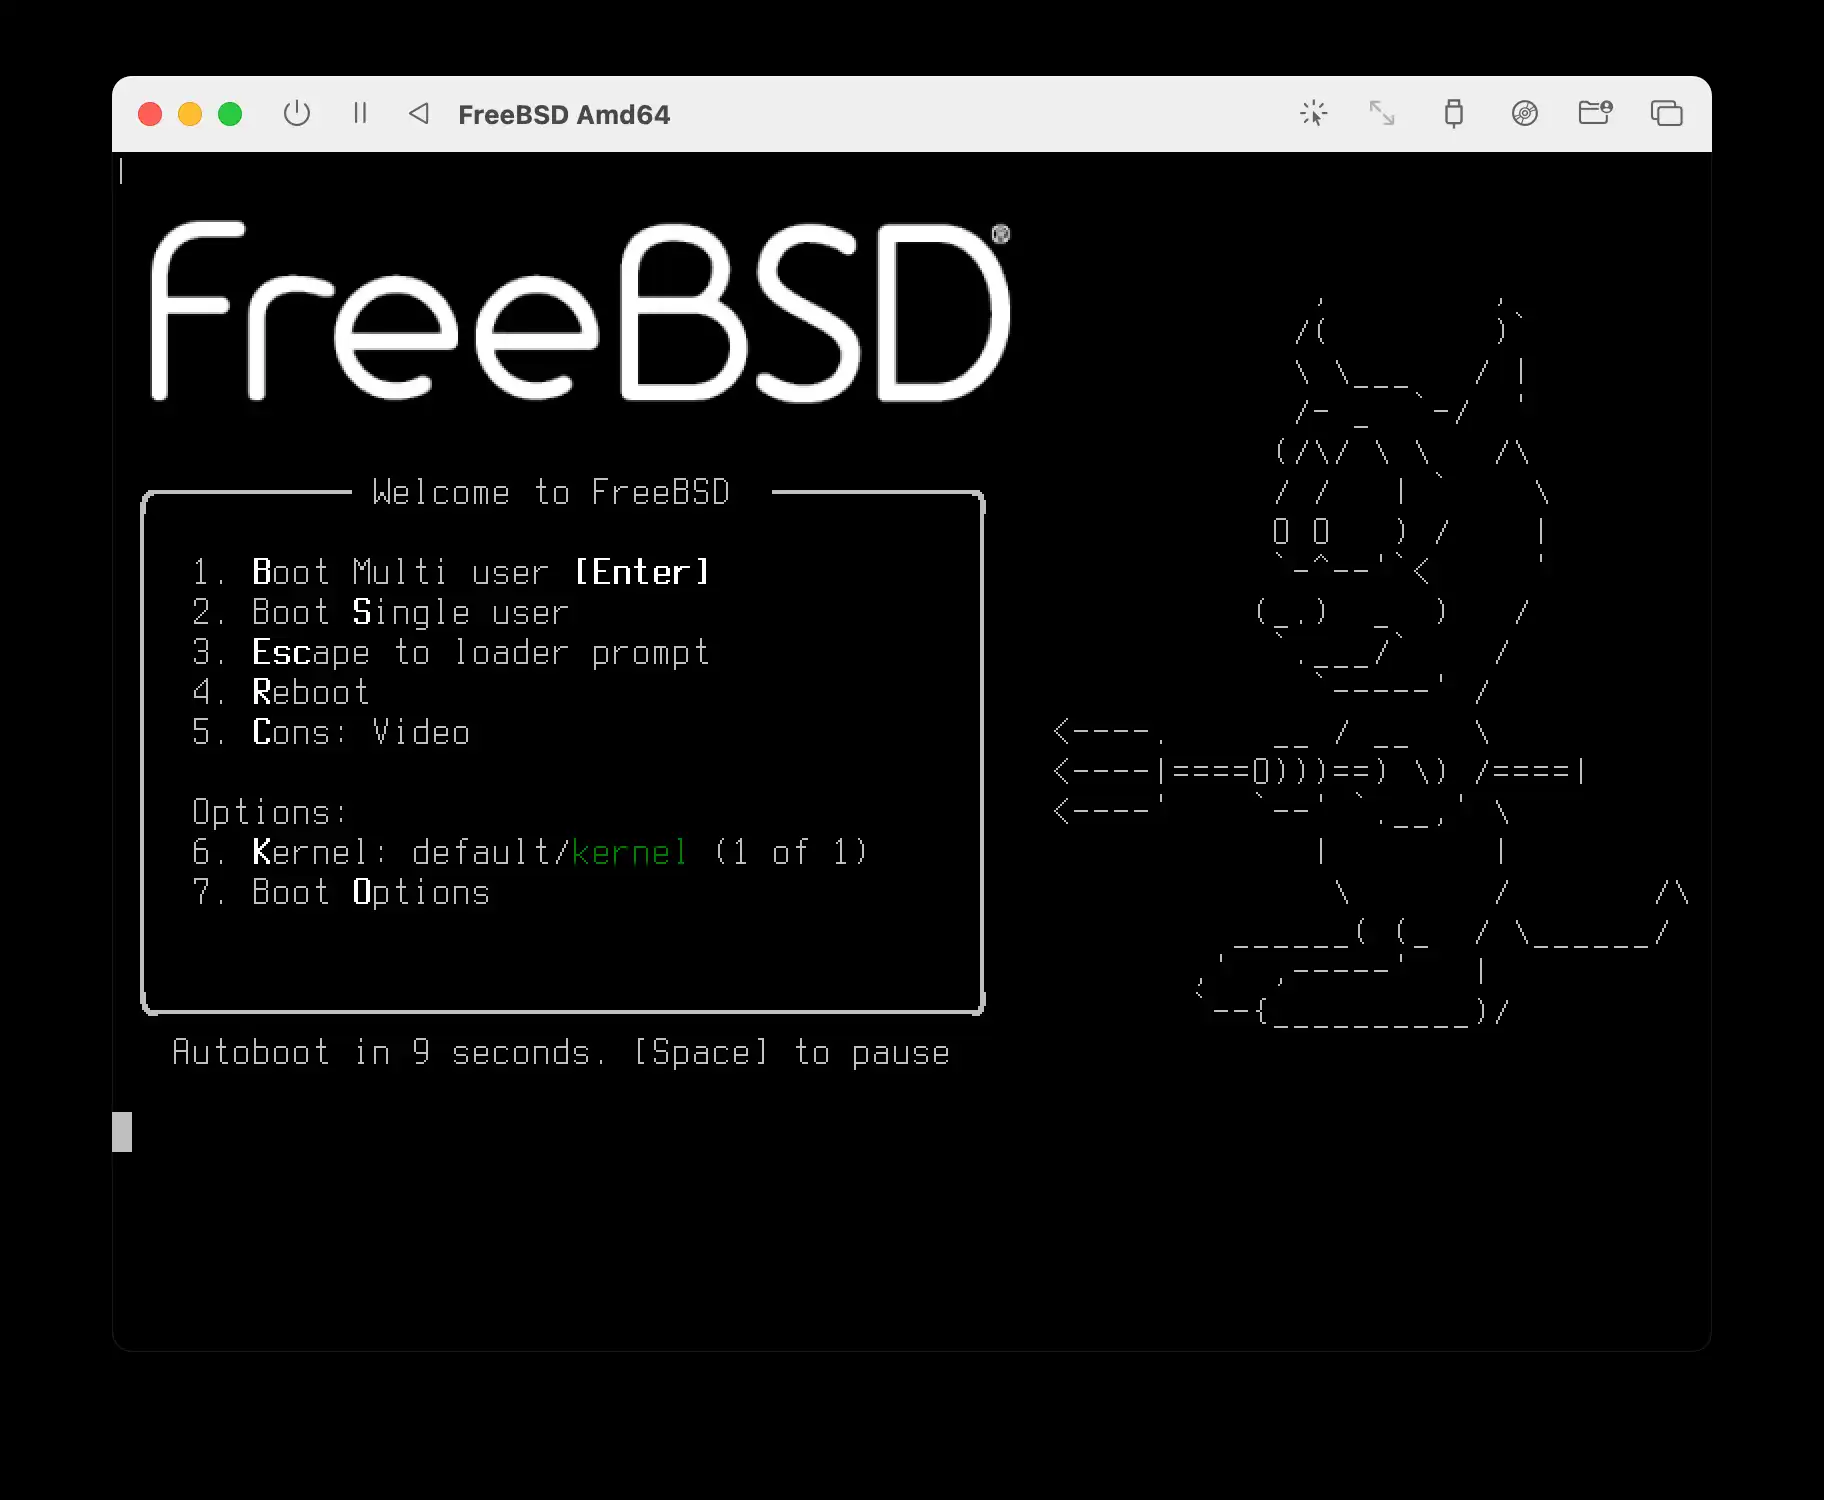 FreeBSD Amd64
FreeBSD®
Welcome to FreeBSD
1. Boot Multi user [Enter]
2. Boot Single user
3. Escape to loader prompt
4. Reboot
5. Cons: Video
Options:
6. Kernel: default/kernel (1 of 1)
7. Boot Options
Autoboot in 9 seconds. [Space] to pause